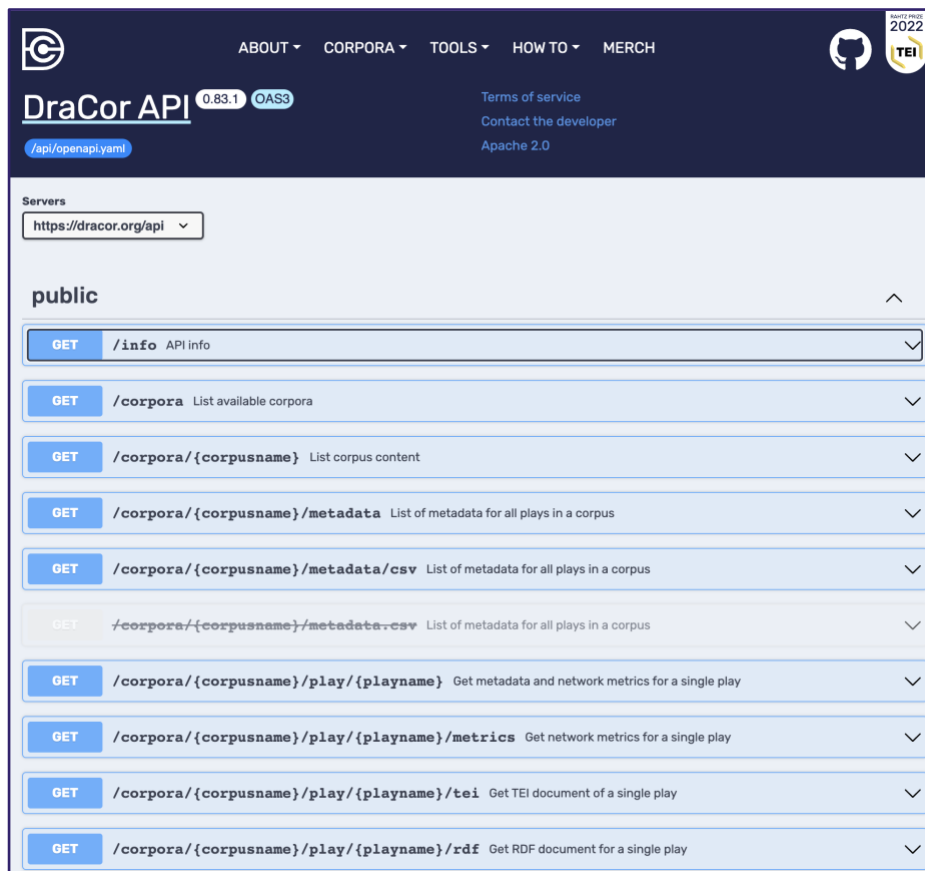 ABOUT CORPORA TOOLS HOW TO MERCH
RAHTZ PRIZE
2022
TEI
DraCor API 0.83.1 OAS3
/api/openapi.yaml
Terms of service
Contact the developer
Apache 2.0
Servers
https://dracor.org/api
public
GET /info API info
GET /corpora List available corpora
GET /corpora/{corpusname} List corpus content
GET /corpora/{corpusname}/metadata List of metadata for all plays in a corpus
GET /corpora/{corpusname}/metadata/csv List of metadata for all plays in a corpus
GET /corpora/{corpusname}/metadata.csv List of metadata for all plays in a corpus
GET /corpora/{corpusname}/play/{playname} Get metadata and network metrics for a single play
GET /corpora/{corpusname}/play/{playname}/metrics Get network metrics for a single play
GET /corpora/{corpusname}/play/{playname}/tei Get TEI document of a single play
GET /corpora/{corpusname}/play/{playname}/rdf Get RDF document for a single play